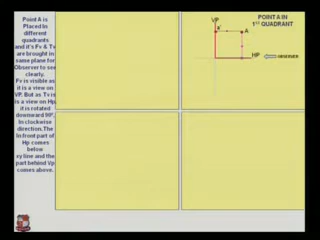 Point A is
Placed In
different
quadrants
and it's Fv & Tv
are brought in
same plane for
Observer to see
clearly.
Fv is visible as
it is a view on
VP. But as Tv is
is a view on Hp,
it is rotated
downward HP.
In clockwise
direction.The
In front part of
Hp comes
below
xy line and the
part behind Vp
comes above.
POINT A IN
1ST QUADRANT
VP
a'
A
HP
OBSERVER